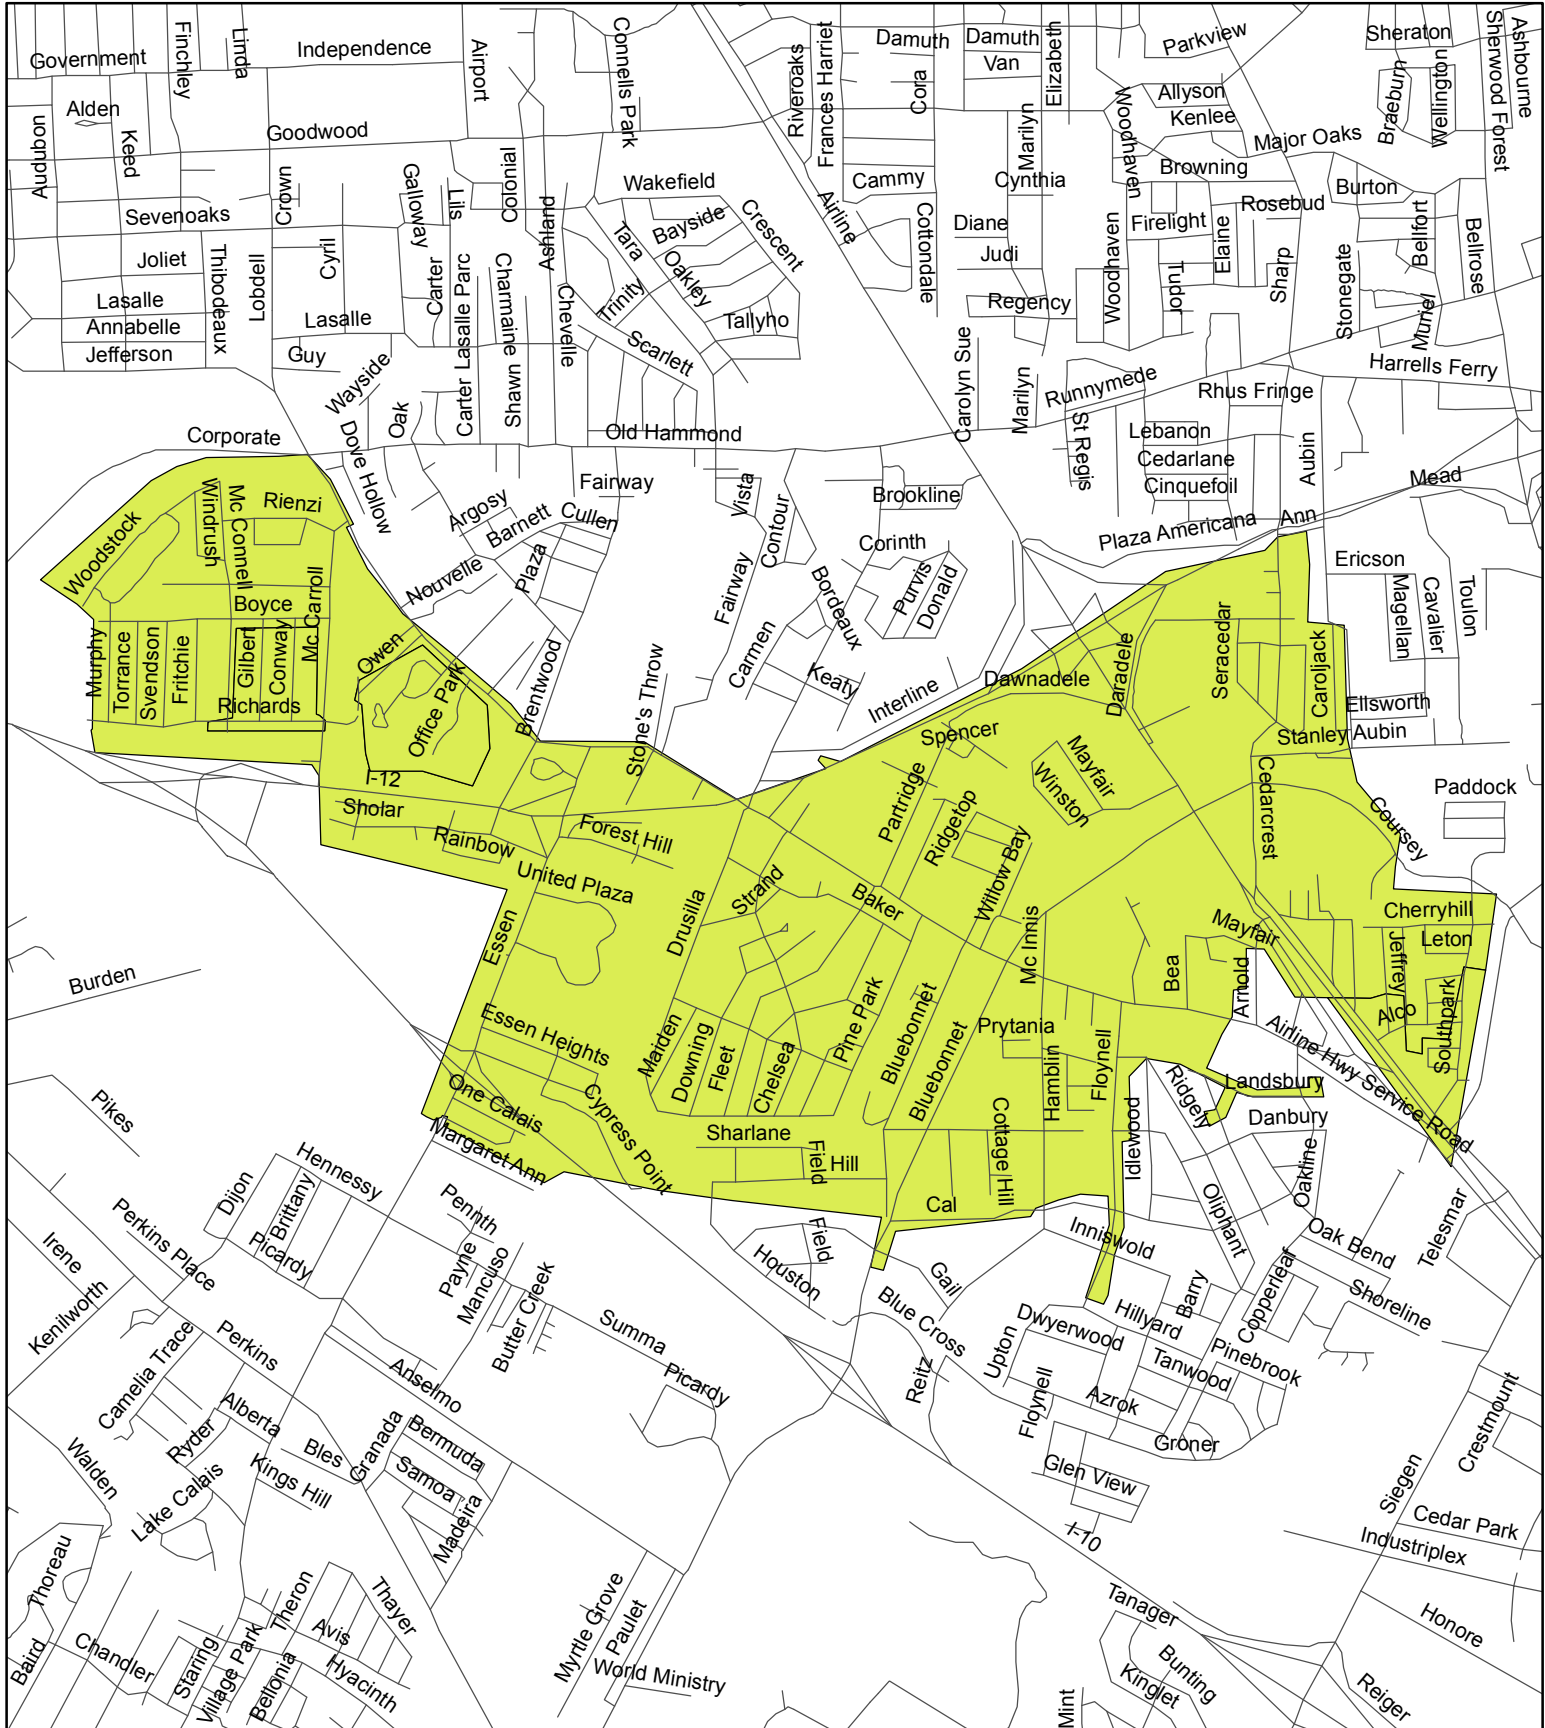 Government
Finchley
Linda
Independence
Airport
Connells Park
Riveroaks
Frances Harriet
Damuth
Damuth
Van
Cora
Elizabeth
Parkview
Sheraton
Sherwood Forest
Ashbourne
Braeburn
Wellington
Alden
Audubon
Keed
Goodwood
Allyson
Kenlee
Woodhaven
Marilyn
Major Oaks
Browning
Crown
Galloway
Lils
Colonial
Ashland
Wakefield
Bayside
Crescent
Cammy
Airline
Cynthia
Burton
Rosebud
Sevenoaks
Tara
Cottondale
Diane
Firelight
Elaine
Bellfort
Bellrose
Joliet
Thibodeaux
Lobdell
Cyril
Carter
Carter Lasalle Parc
Charmaine
Oakley
Trinity
Judi
Woodhaven
Tudor
Sharp
Stonegate
Lasalle
Annabelle
Jefferson
Lasalle
Guy
Chevelle
Tallyho
Regency
Muriel
Scarlett
Harrells Ferry
Wayside
Oak
Shawn
Carolyn Sue
Marilyn
Runnymede
Rhus Fringe
Corporate
Dove Hollow
Old Hammond
St Regis
Lebanon
Cedarlane
Cinquefoil
Aubin
Mead
Fairway
Vista
Brookline
Rienzi
Windrush
Mc Connell
Argosy
Barnett
Cullen
Contour
Plaza Americana
Ann
Woodstock
Plaza
Corinth
Ericson
Nouvelle
Fairway
Bordeaux
Purvis
Donald
Magellan
Cavalier
Toulon
Boyce
Mc Carroll
Murphy
Torrance
Svendson
Fritchie
Gilbert
Conway
Owen
Carmen
Keaty
Interline
Dawnadele
Daradele
Seracedar
Carojjack
Richards
Office Park
Brentwood
Stone's Throw
Ellsworth
Stanley
Aubin
Spencer
Mayfair
Winston
I-12
Sholar
Partridge
Cedarcrest
Paddock
Coursey
Rainbow
Forest Hill
Ridgetop
United Plaza
Strand
Baker
Willow Bay
Essen
Drusilla
Mc Innis
Mayfair
Cherryhill
Leton
Jeffrey
Burden
Bea
Arnold
Alco
Southpark
Essen Heights
Maiden
Downing
Fleet
Chelsea
Pine Park
Bluebonnet
Bluebonnet
Prytania
Hamblin
Floynell
Airline Hwy Service Road
Pikes
One Calais
Cypress Point
Cottage Hill
Idlewood
Ridgely
Landsbury
Danbury
Margaret Ann
Sharlane
Field
Hill
Hennessy
Dijon
Brittany
Cal
Oakline
Oliphant
Perkins Place
Picardy
Pennth
Payne
Mancuso
Irene
Field
Houston
Inniswold
Oak Bend
Telesmar
Kenilworth
Butter Creek
Gail
Barry
Copperleaf
Shoreline
Blue Cross
Camelia Trace
Perkins
Summa
Dwyerwood
Hillyard
Anselmo
Picardy
Reitz
Upton
Tanwood
Pinebrook
Alberta
Ryder
Granada
Bermuda
Floynell
Azrok
Crestmount
Walden
Bles
Kings Hill
Samoa
Groner
Siegen
Lake Calais
Madeira
Glen View
Cedar Park
I-10
Industriplex
Thoreau
Theron
Thayer
Myrtle Grove
Paulet
Tanager
Honore
Avis
Baird
Chandler
Staring
Village Park
Bellonia
Hyacinth
World Ministry
Bunting
Kinglet
Mint
Reiger